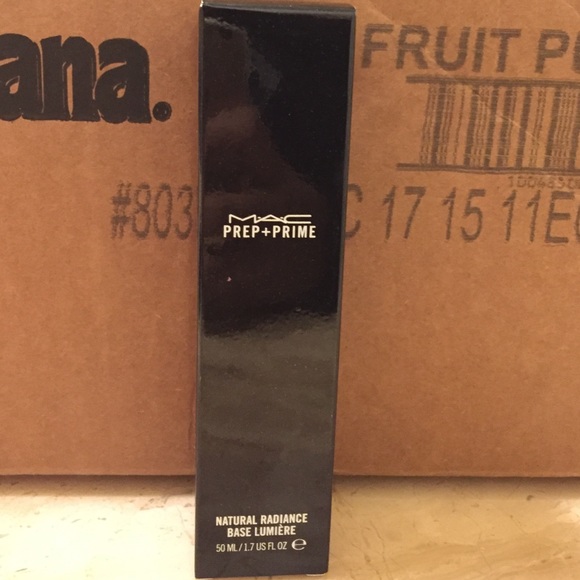 ana.
FRUIT
#803
C 17 15 11E
M·A·C
PREP+PRIME
NATURAL RADIANCE
BASE LUMIÈRE
50 ML / 1.7 US FL OZ e